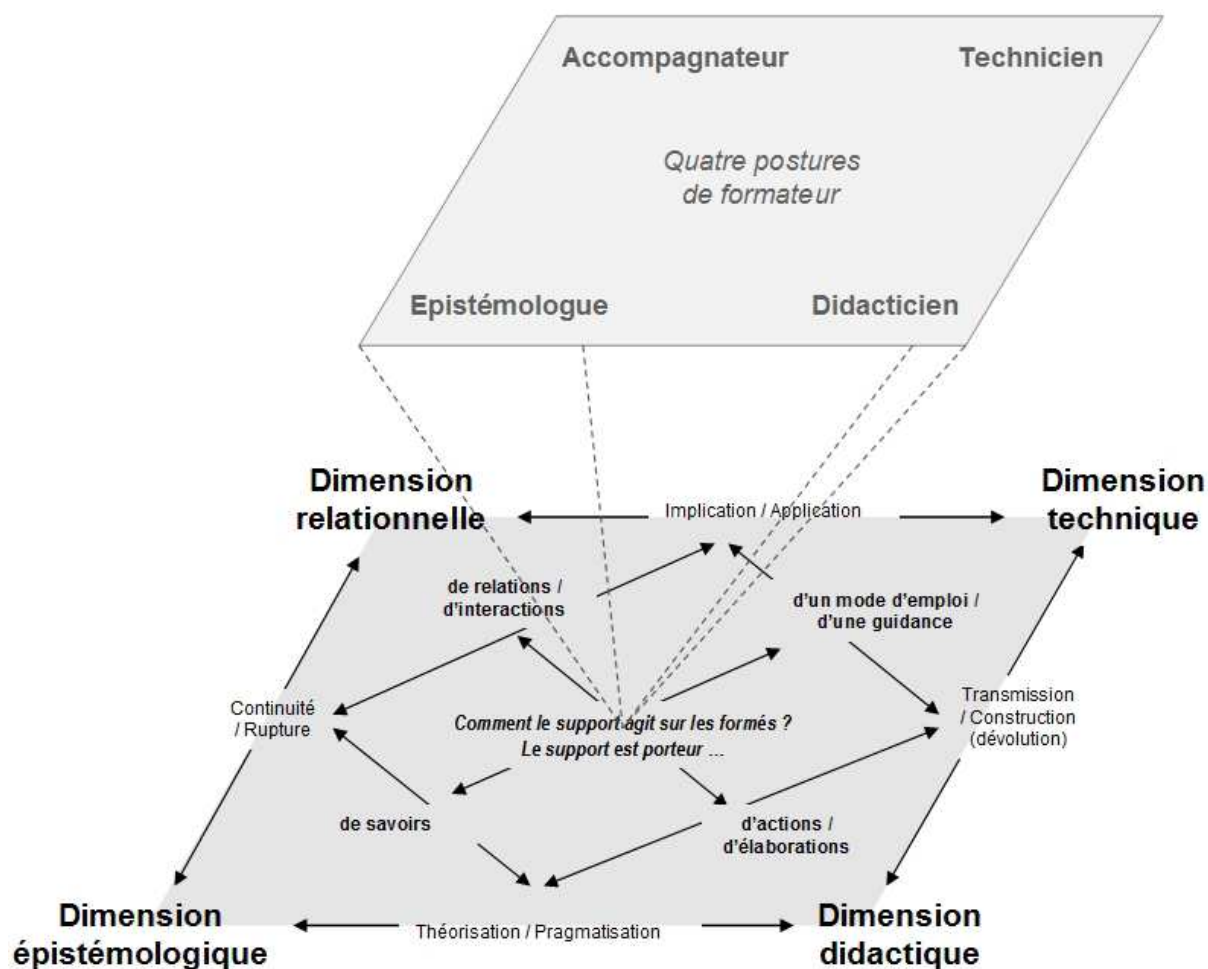 Accompagnateur
Technicien
Quatre postures
de formateur
Epistémologue
Didacticien
Dimension
relationnelle
Implication / Application
Dimension
technique
de relations /
d'interactions
d'un mode d'emploi /
d'une guidance
Continuité
/ Rupture
Comment le support agit sur les formés ?
Le support est porteur ...
Transmission
/ Construction
(dévolution)
de savoirs
d'actions /
d'élaborations
Dimension
épistémologique
Théorisation / Pragmatisation
Dimension
didactique